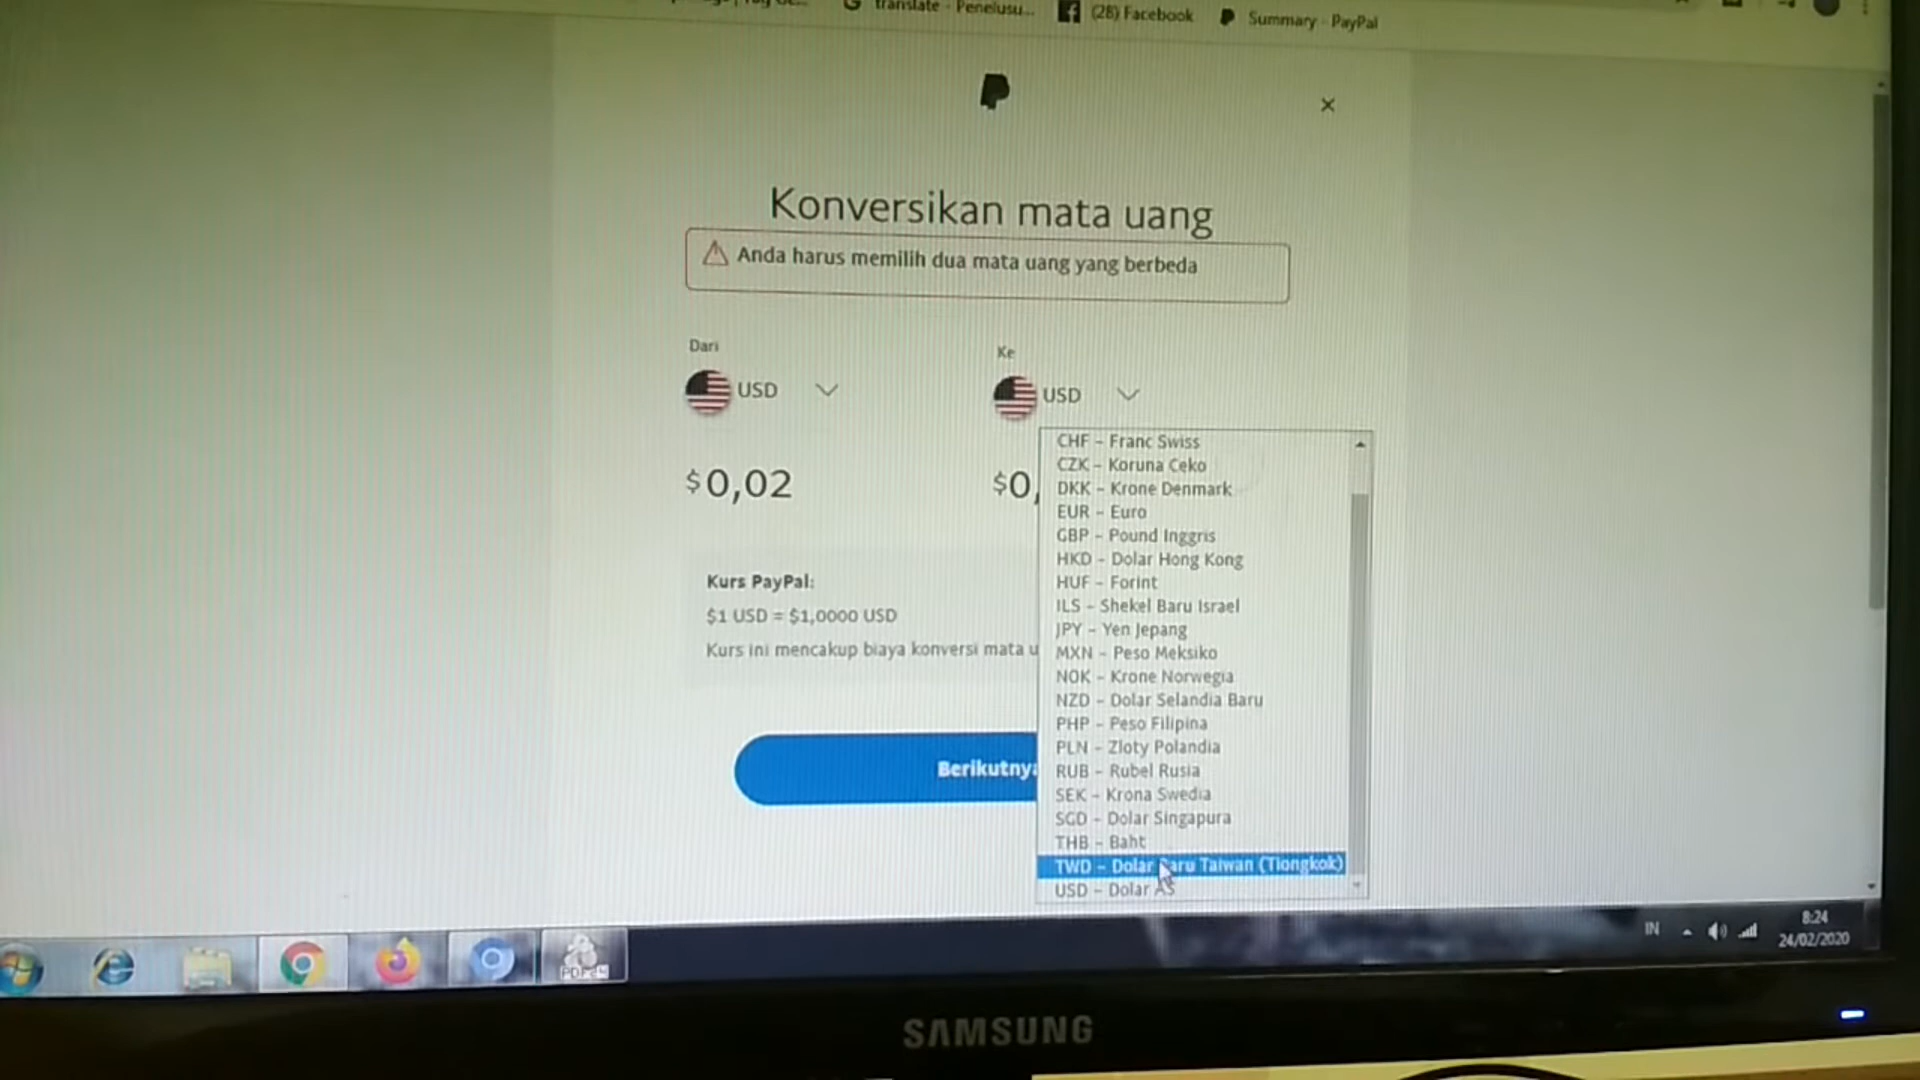 translate - Penelusu...
(28) Facebook
Summary - PayPal
Konversikan mata uang
Anda harus memilih dua mata uang yang berbeda
Dari
Ke
USD
USD
$0,02
$0,
Kurs PayPal:
$1 USD = $1,0000 USD
Kurs ini mencakup biaya konversi mata u
Berikutnya
CHF - Franc Swiss
CZK - Koruna Ceko
DKK - Krone Denmark
EUR - Euro
GBP - Pound Inggris
HKD - Dolar Hong Kong
HUF - Forint
ILS - Shekel Baru Israel
JPY - Yen Jepang
MXN - Peso Meksiko
NOK - Krone Norwegia
NZD - Dolar Selandia Baru
PHP - Peso Filipina
PLN - Zloty Polandia
RUB - Rubel Rusia
SEK - Krona Swedia
SGD - Dolar Singapura
THB - Baht
TWD - Dolar Baru Taiwan (Tiongkok)
USD - Dolar AS
IN
8:24
24/02/2020
PDF24
SAMSUNG